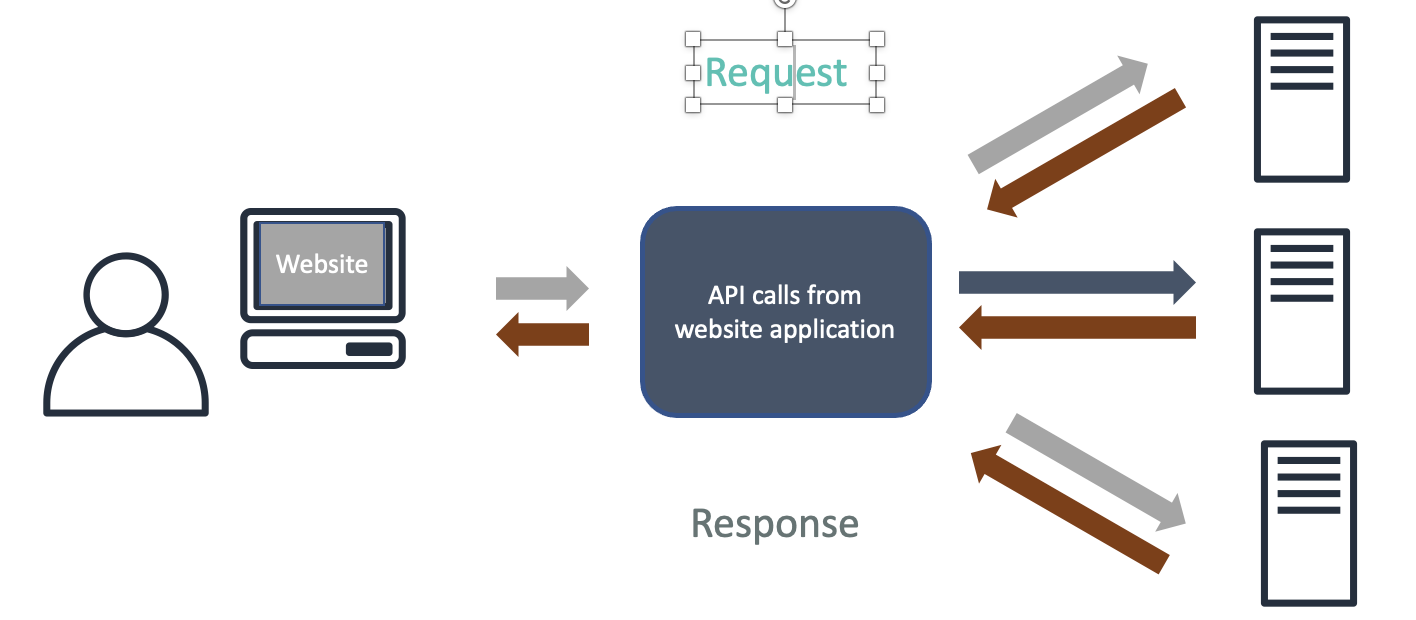 Request
Website
API calls from
website application
Response